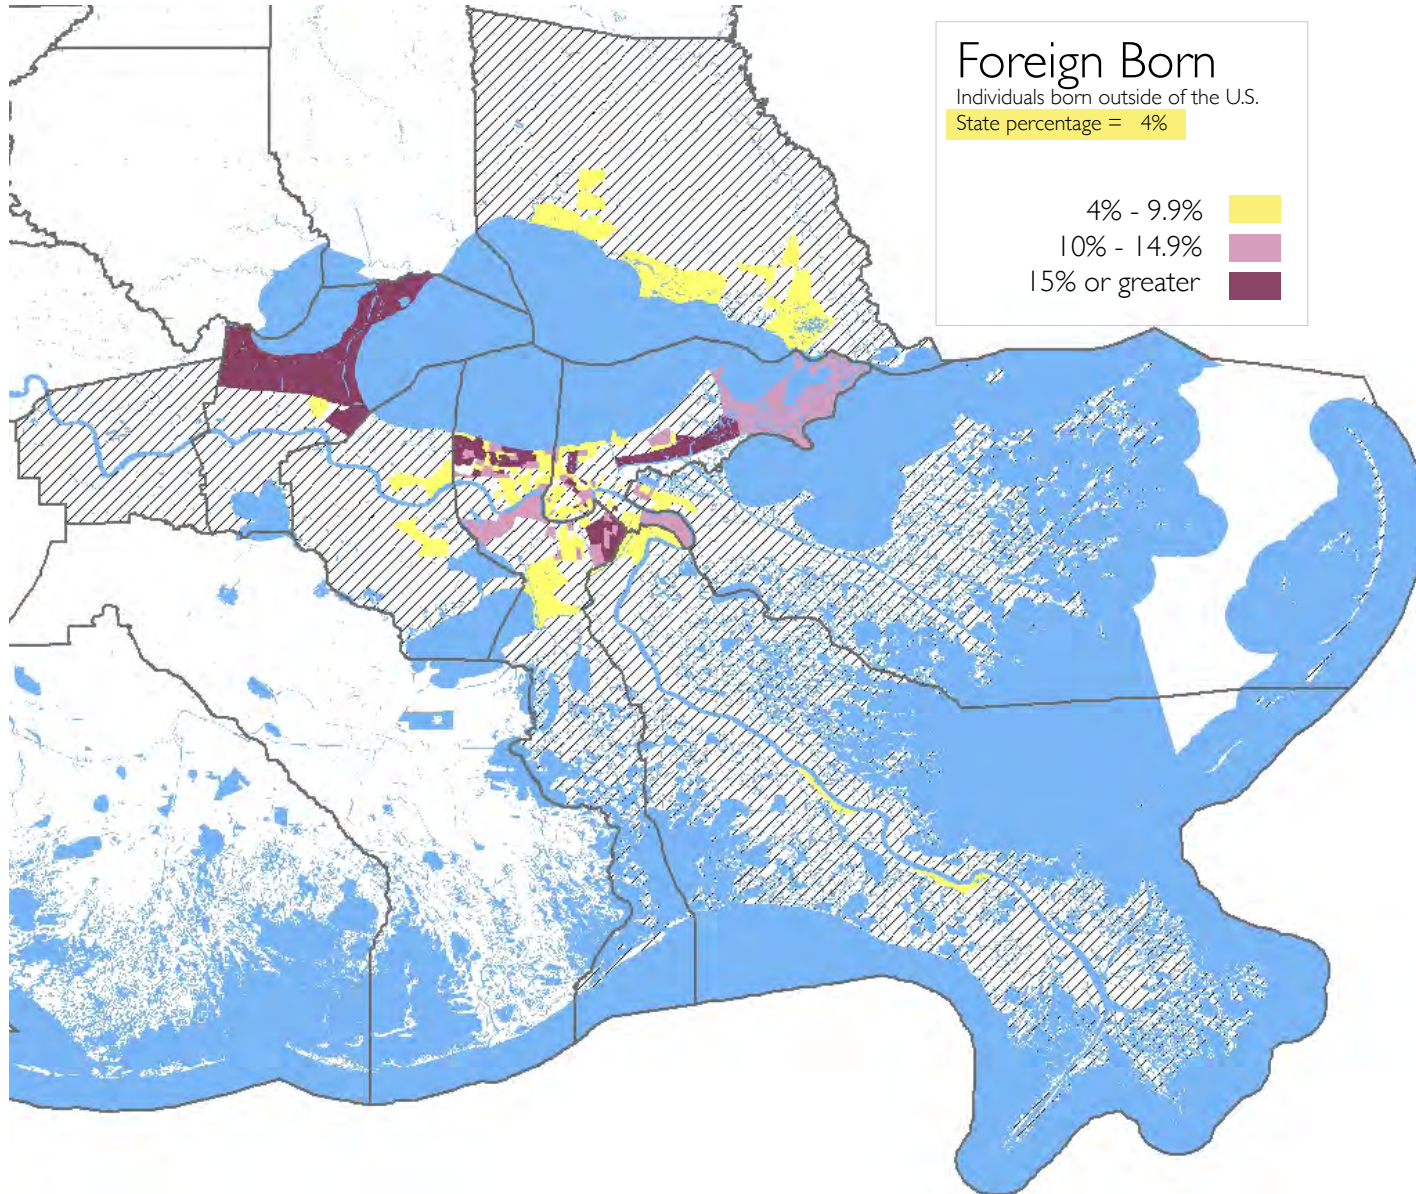 Foreign Born
Individuals born outside of the U.S.
State percentage = 4%
4% - 9.9%
10% - 14.9%
15% or greater